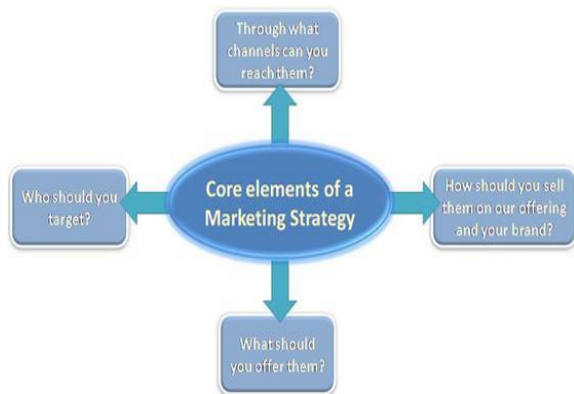 Through what
channels can you
reach them?
Who should you
target?
Core elements of a
Marketing Strategy
How should you sell
them on our offering
and your brand?
What should
you offer them?